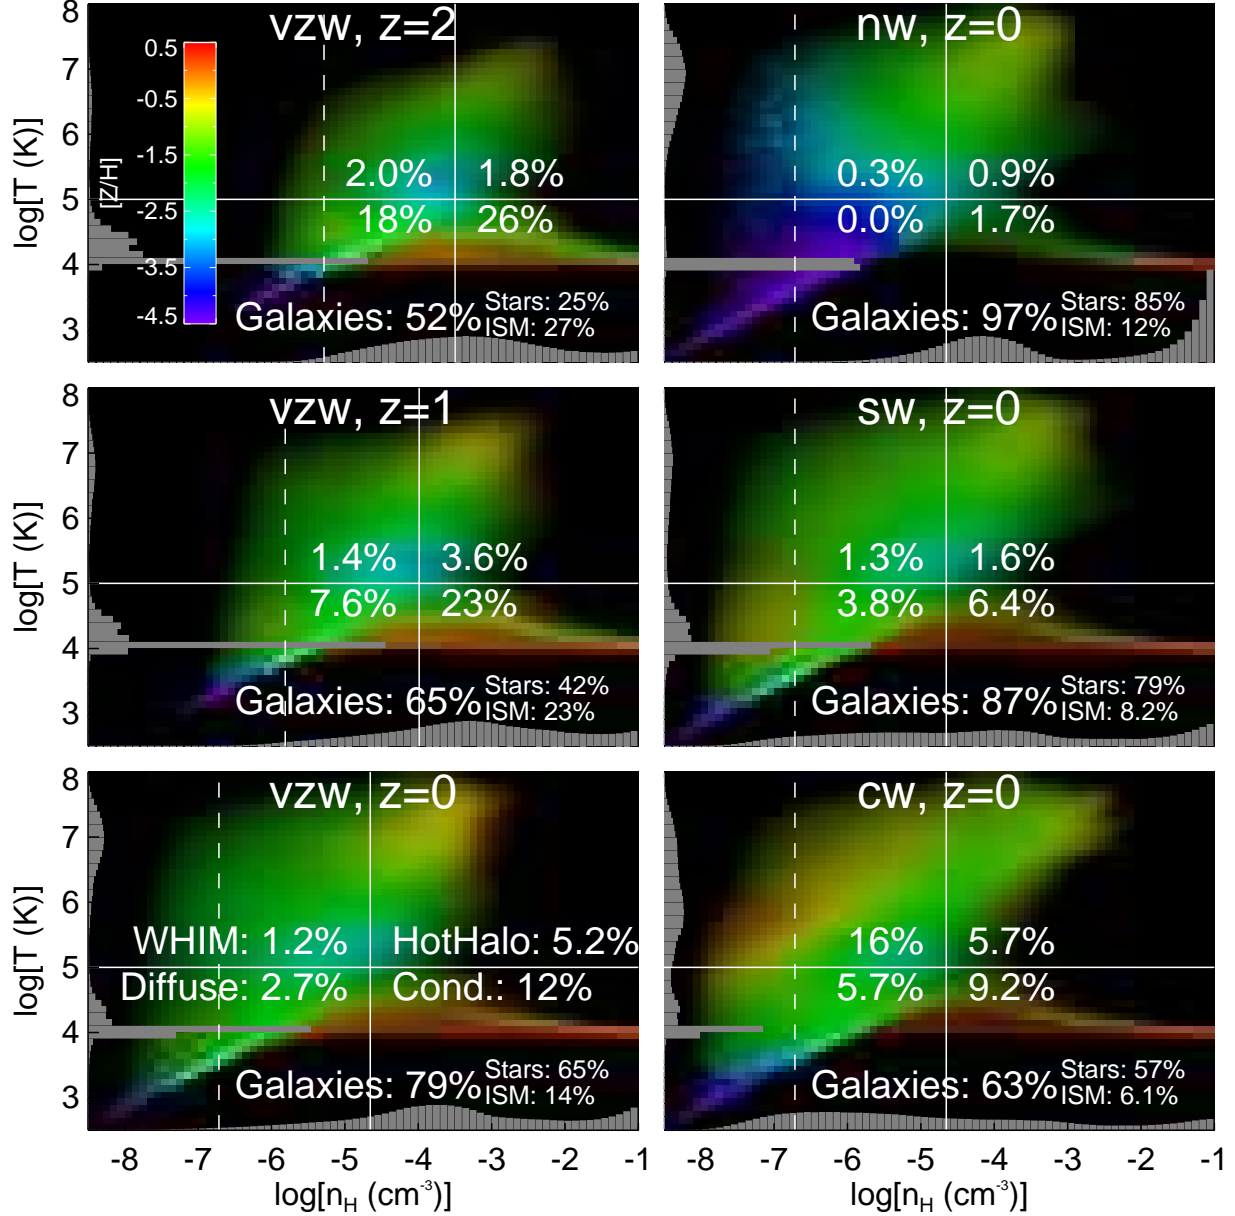 vzw, z=2
8
7
6
5
4
3
log[T (K)]
0.5
-0.5
-1.5
-2.5
-3.5
-4.5
[Z/H]
2.0% 1.8%
18% 26%
Galaxies: 52% Stars: 25%
ISM: 27%
nw, z=0
0.3% 0.9%
0.0% 1.7%
Galaxies: 97% Stars: 85%
ISM: 12%
vzw, z=1
8
7
6
5
4
3
log[T (K)]
1.4% 3.6%
7.6% 23%
Galaxies: 65% Stars: 42%
ISM: 23%
sw, z=0
1.3% 1.6%
3.8% 6.4%
Galaxies: 87% Stars: 79%
ISM: 8.2%
vzw, z=0
8
7
6
5
4
3
log[T (K)]
WHIM: 1.2% HotHalo: 5.2%
Diffuse: 2.7% Cond.: 12%
Galaxies: 79% Stars: 65%
ISM: 14%
-8 -7 -6 -5 -4 -3 -2 -1
log[n_H (cm⁻³)]
cw, z=0
16% 5.7%
5.7% 9.2%
Galaxies: 63% Stars: 57%
ISM: 6.1%
-8 -7 -6 -5 -4 -3 -2 -1
log[n_H (cm⁻³)]